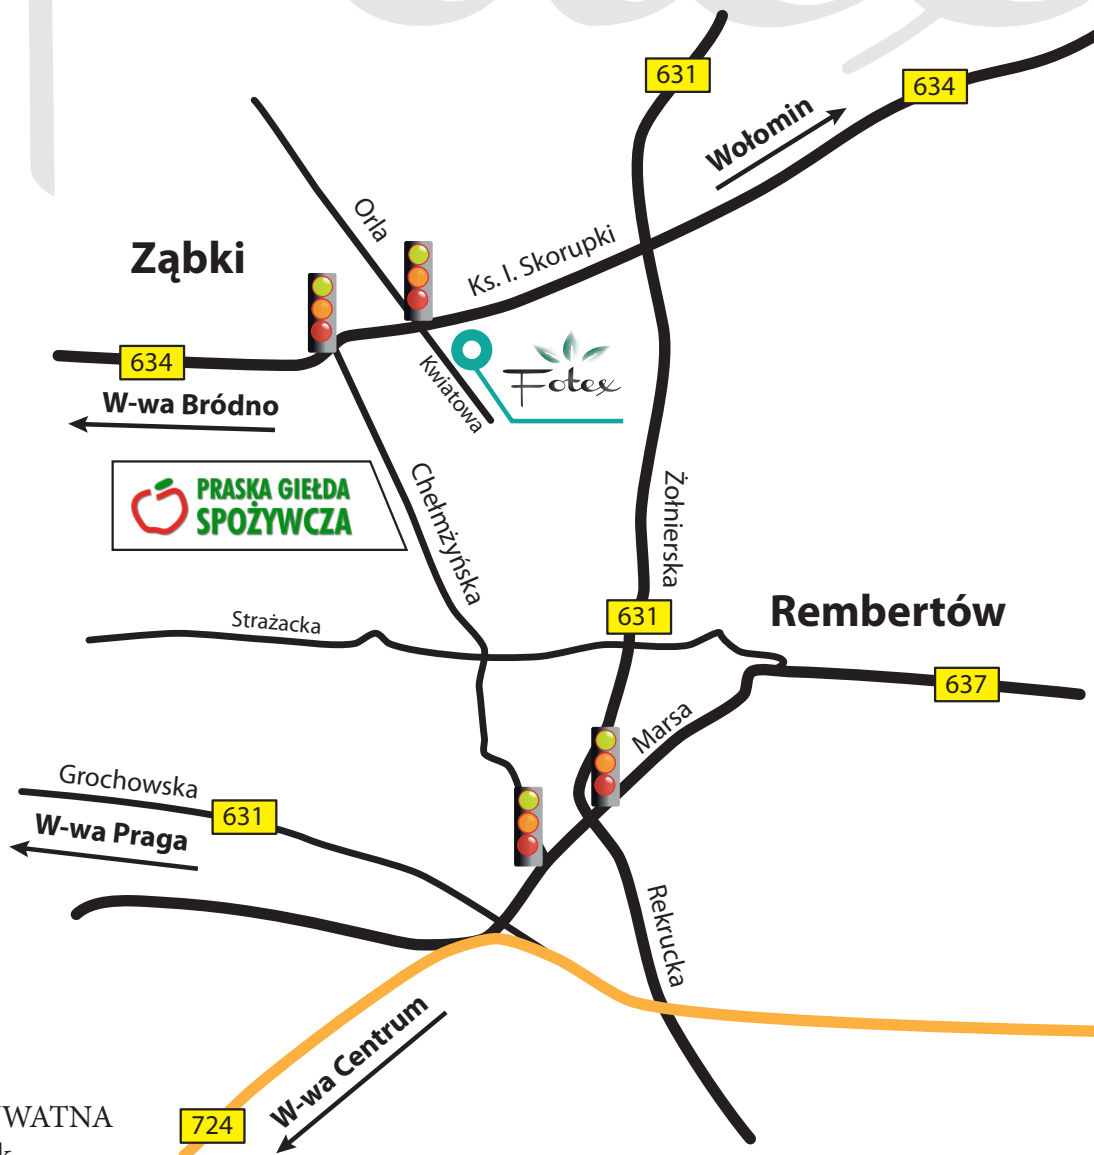 631
634
Wołomin
Orla
Ząbki
Ks. I. Skorupki
634
Kwiatowa
Fotex
W-wa Bródno
PRASKA GIEŁDA
SPOŻYWCZA
Chełmżyńska
Żołnierska
Strażacka
631
Rembertów
637
Marsa
Grochowska
631
W-wa Praga
Rekrucka
W-wa Centrum
724
YWATNA